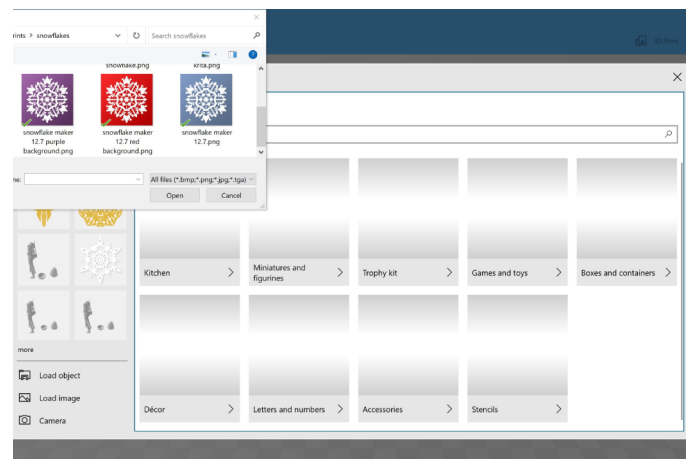 rints > snowflakes
Search snowflakes
snowflake.png
krita.png
snowflake maker
12.7 purple
background.png
snowflake maker
12.7 red
background.png
snowflake maker
12.7.png
ne:
All files (*.bmp;*.png;*.jpg;*.tga)
Open
Cancel
3D Print
Kitchen
Miniatures and
figurines
Trophy kit
Games and toys
Boxes and containers
more
Load object
Load image
Camera
Décor
Letters and numbers
Accessories
Stencils